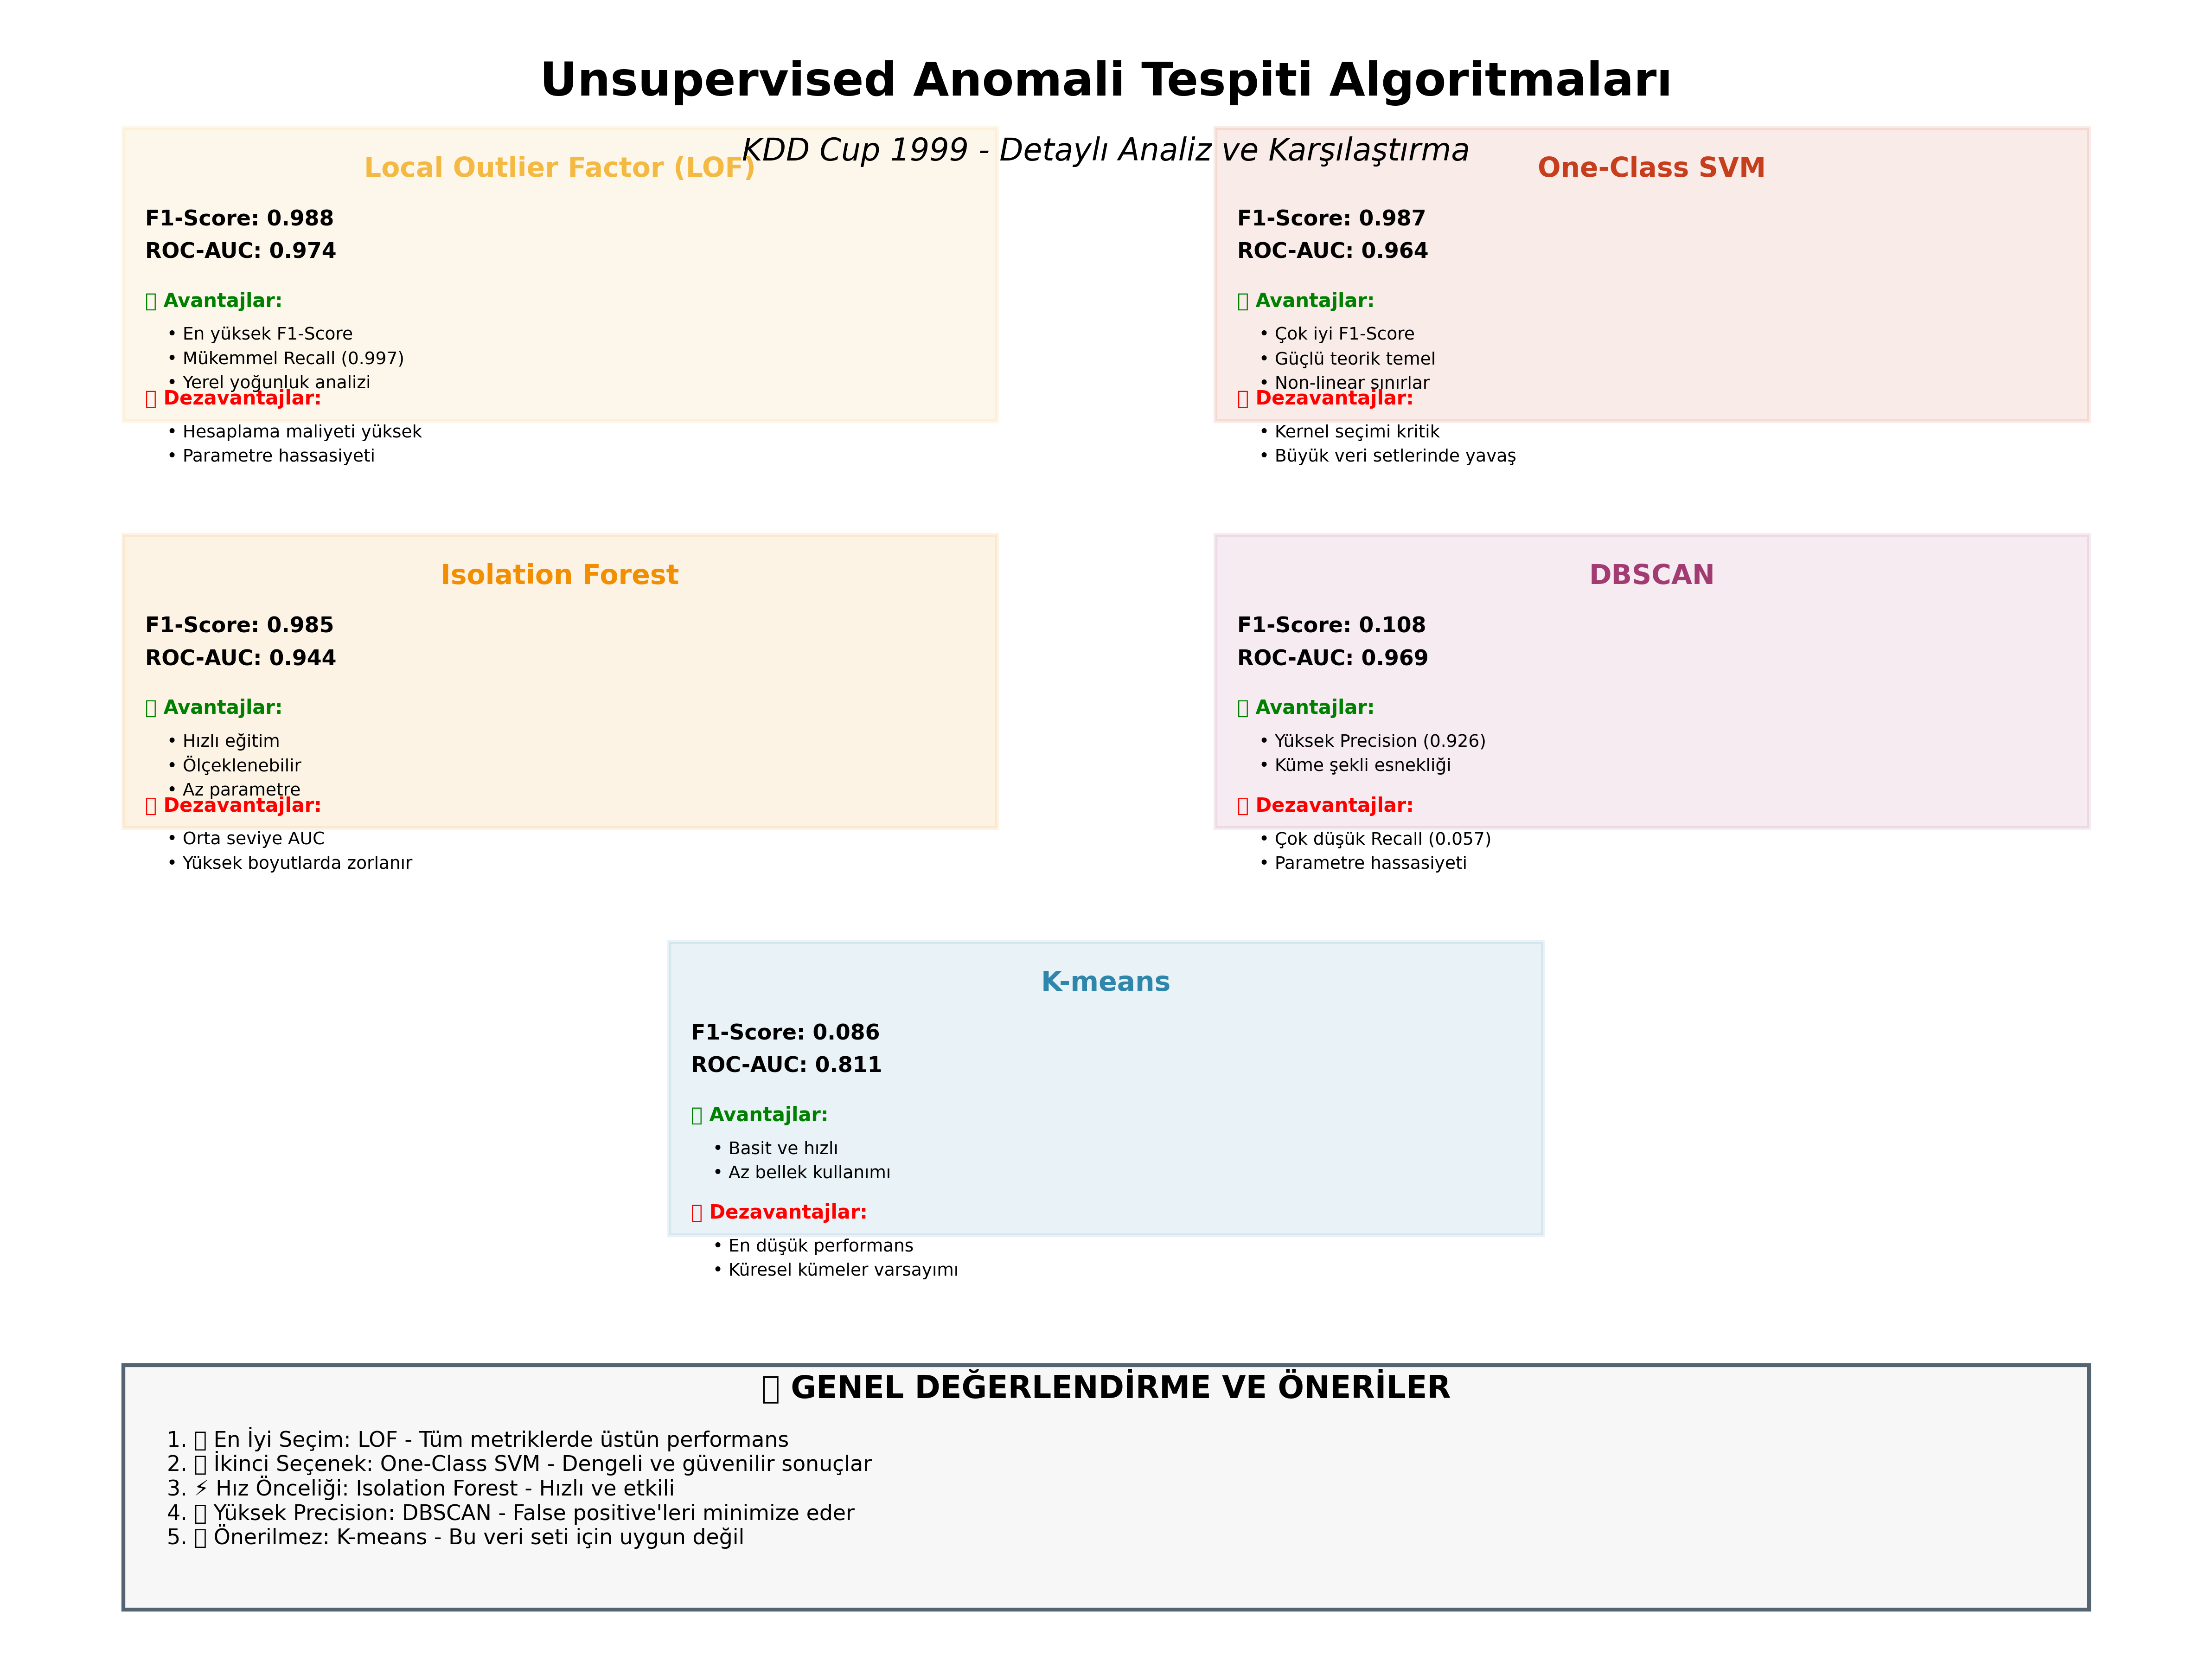 Unsupervised Anomali Tespiti Algoritmaları
KDD Cup 1999 - Detaylı Analiz ve Karşılaştırma
Local Outlier Factor (LOF)
F1-Score: 0.988
ROC-AUC: 0.974
▯ Avantajlar:
• En yüksek F1-Score
• Mükemmel Recall (0.997)
• Yerel yoğunluk analizi
▯ Dezavantajlar:
• Hesaplama maliyeti yüksek
• Parametre hassasiyeti
One-Class SVM
F1-Score: 0.987
ROC-AUC: 0.964
▯ Avantajlar:
• Çok iyi F1-Score
• Güçlü teorik temel
• Non-linear sınırlar
▯ Dezavantajlar:
• Kernel seçimi kritik
• Büyük veri setlerinde yavaş
Isolation Forest
F1-Score: 0.985
ROC-AUC: 0.944
▯ Avantajlar:
• Hızlı eğitim
• Ölçeklenebilir
• Az parametre
▯ Dezavantajlar:
• Orta seviye AUC
• Yüksek boyutlarda zorlanır
DBSCAN
F1-Score: 0.108
ROC-AUC: 0.969
▯ Avantajlar:
• Yüksek Precision (0.926)
• Küme şekli esnekliği
▯ Dezavantajlar:
• Çok düşük Recall (0.057)
• Parametre hassasiyeti
K-means
F1-Score: 0.086
ROC-AUC: 0.811
▯ Avantajlar:
• Basit ve hızlı
• Az bellek kullanımı
▯ Dezavantajlar:
• En düşük performans
• Küresel kümeler varsayımı
▯ GENEL DEĞERLENDİRME VE ÖNERİLER
1. ▯ En İyi Seçim: LOF - Tüm metriklerde üstün performans
2. ▯ İkinci Seçenek: One-Class SVM - Dengeli ve güvenilir sonuçlar
3. ⚡ Hız Önceliği: Isolation Forest - Hızlı ve etkili
4. ▯ Yüksek Precision: DBSCAN - False positive'leri minimize eder
5. ▯ Önerilmez: K-means - Bu veri seti için uygun değil